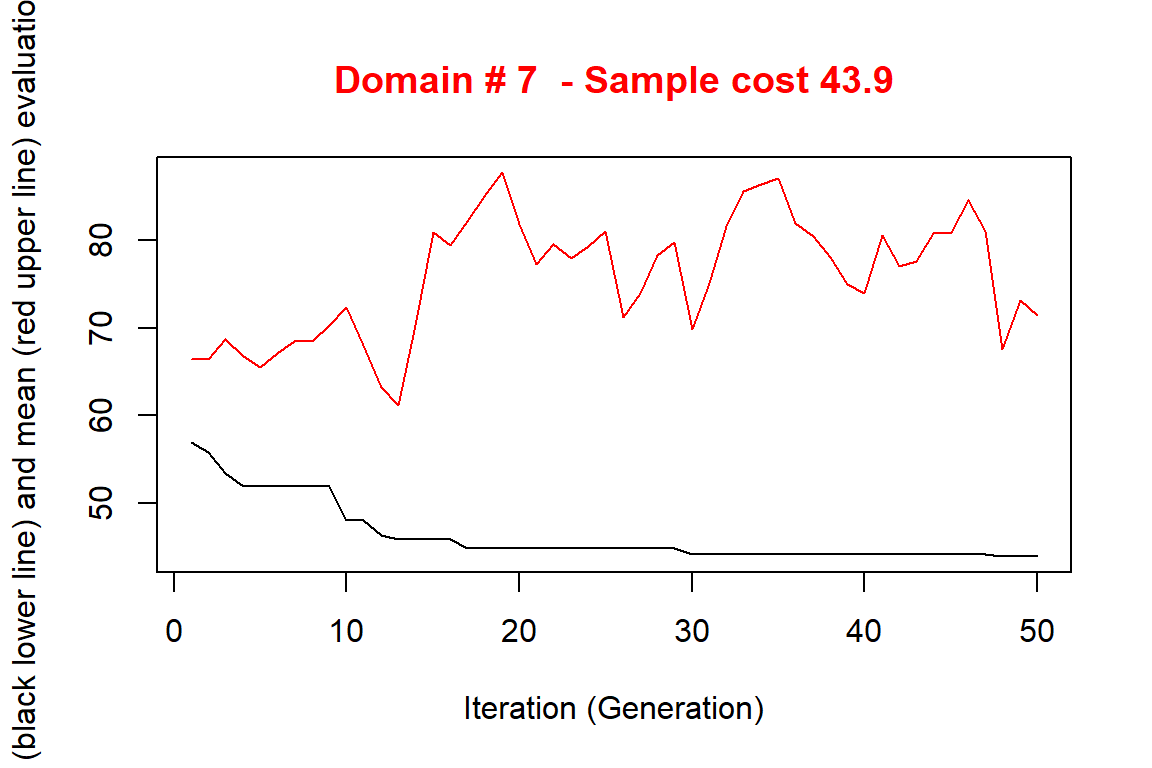 Domain # 7  - Sample cost 43.9
(black lower line) and mean (red upper line)
80
70
60
50
0 10 20 30 40 50
Iteration (Generation)